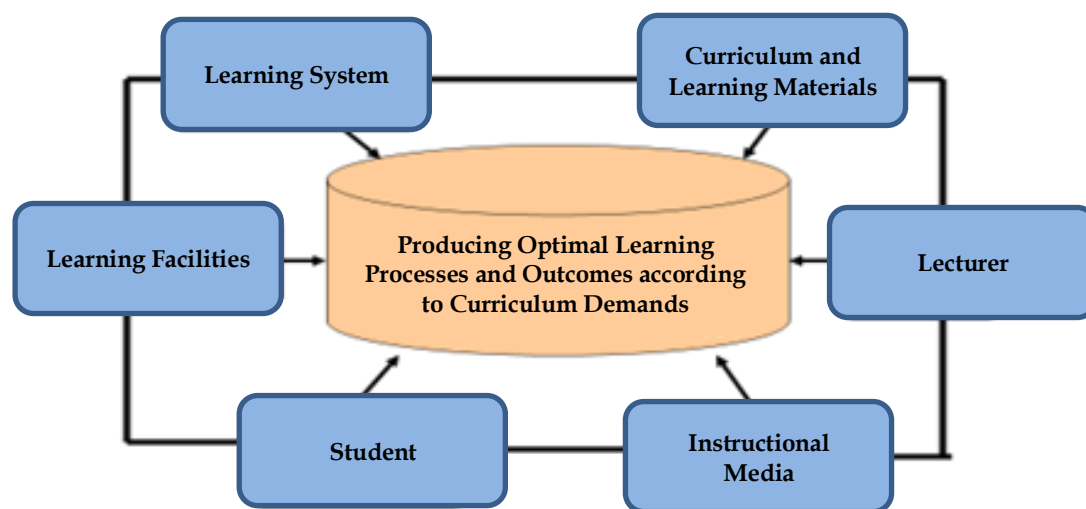 Learning System
Curriculum and
Learning Materials
Learning Facilities
Producing Optimal Learning
Processes and Outcomes according
to Curriculum Demands
Lecturer
Student
Instructional
Media